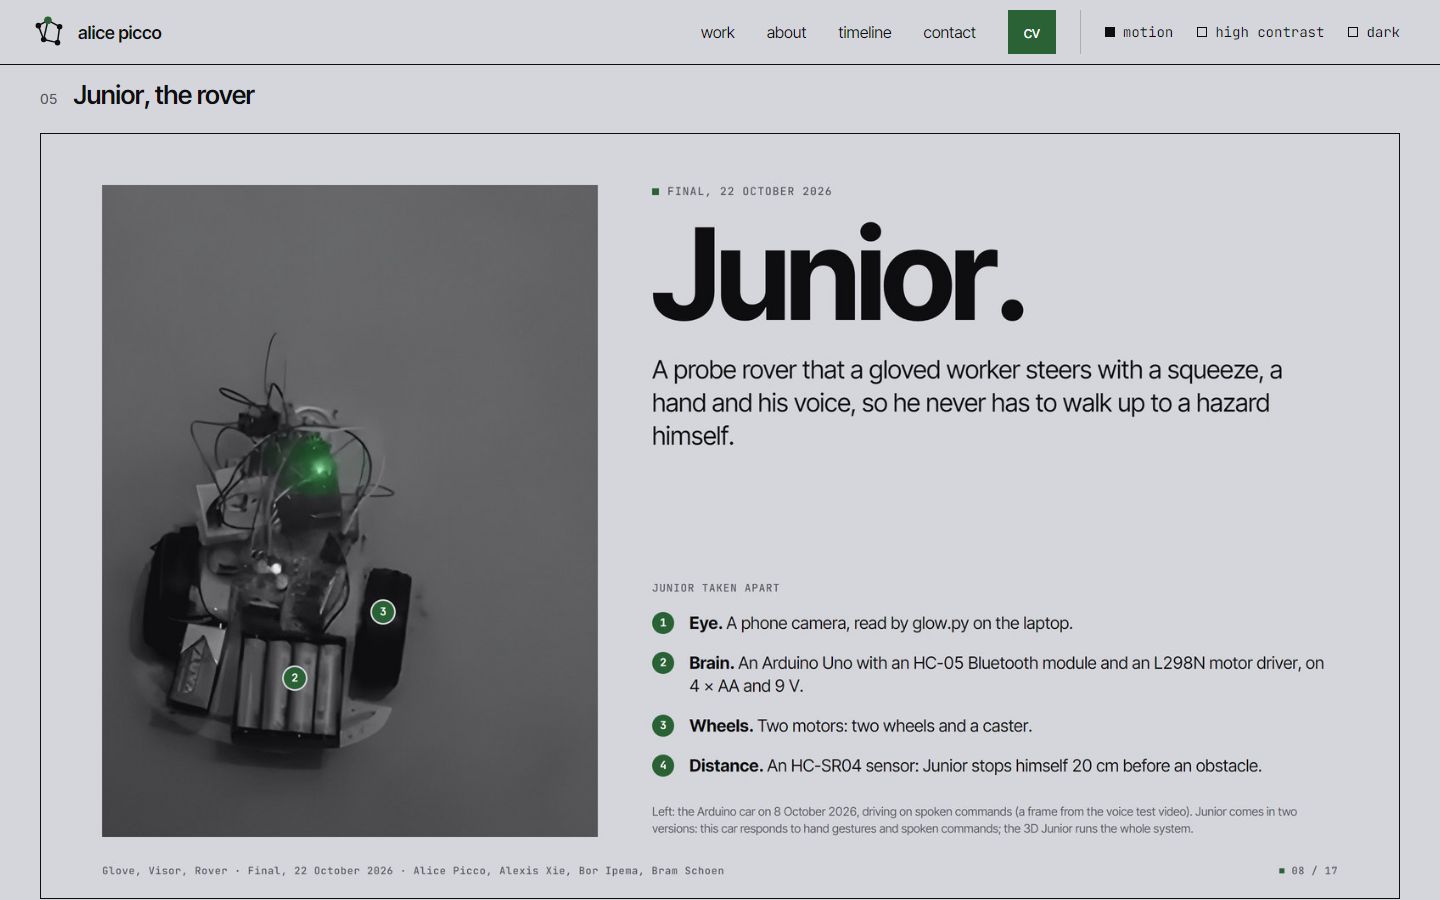 alice picco
work
about
timeline
contact
CV
motion
high contrast
dark
05 Junior, the rover
FINAL, 22 OCTOBER 2026
Junior.
A probe rover that a gloved worker steers with a squeeze, a
hand and his voice, so he never has to walk up to a hazard
himself.
3
2
JUNIOR TAKEN APART
1 Eye. A phone camera, read by glow.py on the laptop.
2 Brain. An Arduino Uno with an HC-05 Bluetooth module and an L298N motor driver, on
4 × AA and 9 V.
3 Wheels. Two motors: two wheels and a caster.
4 Distance. An HC-SR04 sensor: Junior stops himself 20 cm before an obstacle.
Left: the Arduino car on 8 October 2026, driving on spoken commands (a frame from the voice test video). Junior comes in two
versions: this car responds to hand gestures and spoken commands; the 3D Junior runs the whole system.
Glove, Visor, Rover · Final, 22 October 2026 · Alice Picco, Alexis Xie, Bor Ipema, Bram Schoen
08 / 17